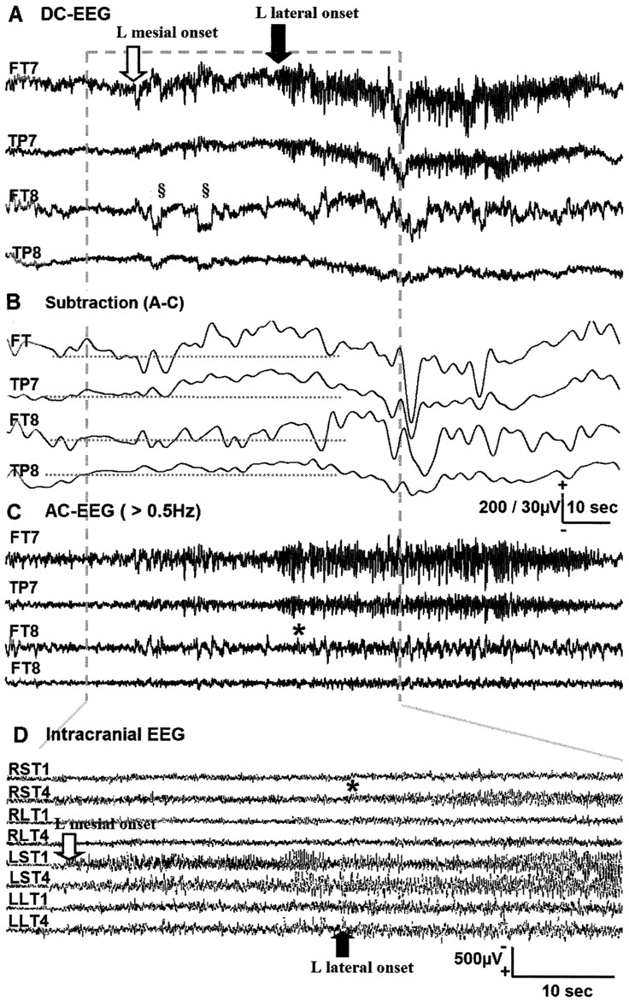 A DC-EEG
L mesial onset
L lateral onset
FT7
TP7
§ §
FT8
TP8
B Subtraction (A-C)
FT
TP7
FT8
TP8
+
200 / 30µV 10 sec
-
C AC-EEG ( > 0.5Hz)
FT7
TP7
*
FT8
FT8
D Intracranial EEG
RST1
*
RST4
RLT1
L mesial onset
RLT4
LST1
LST4
LLT1
LLT4
L lateral onset
-
500µV
+
10 sec